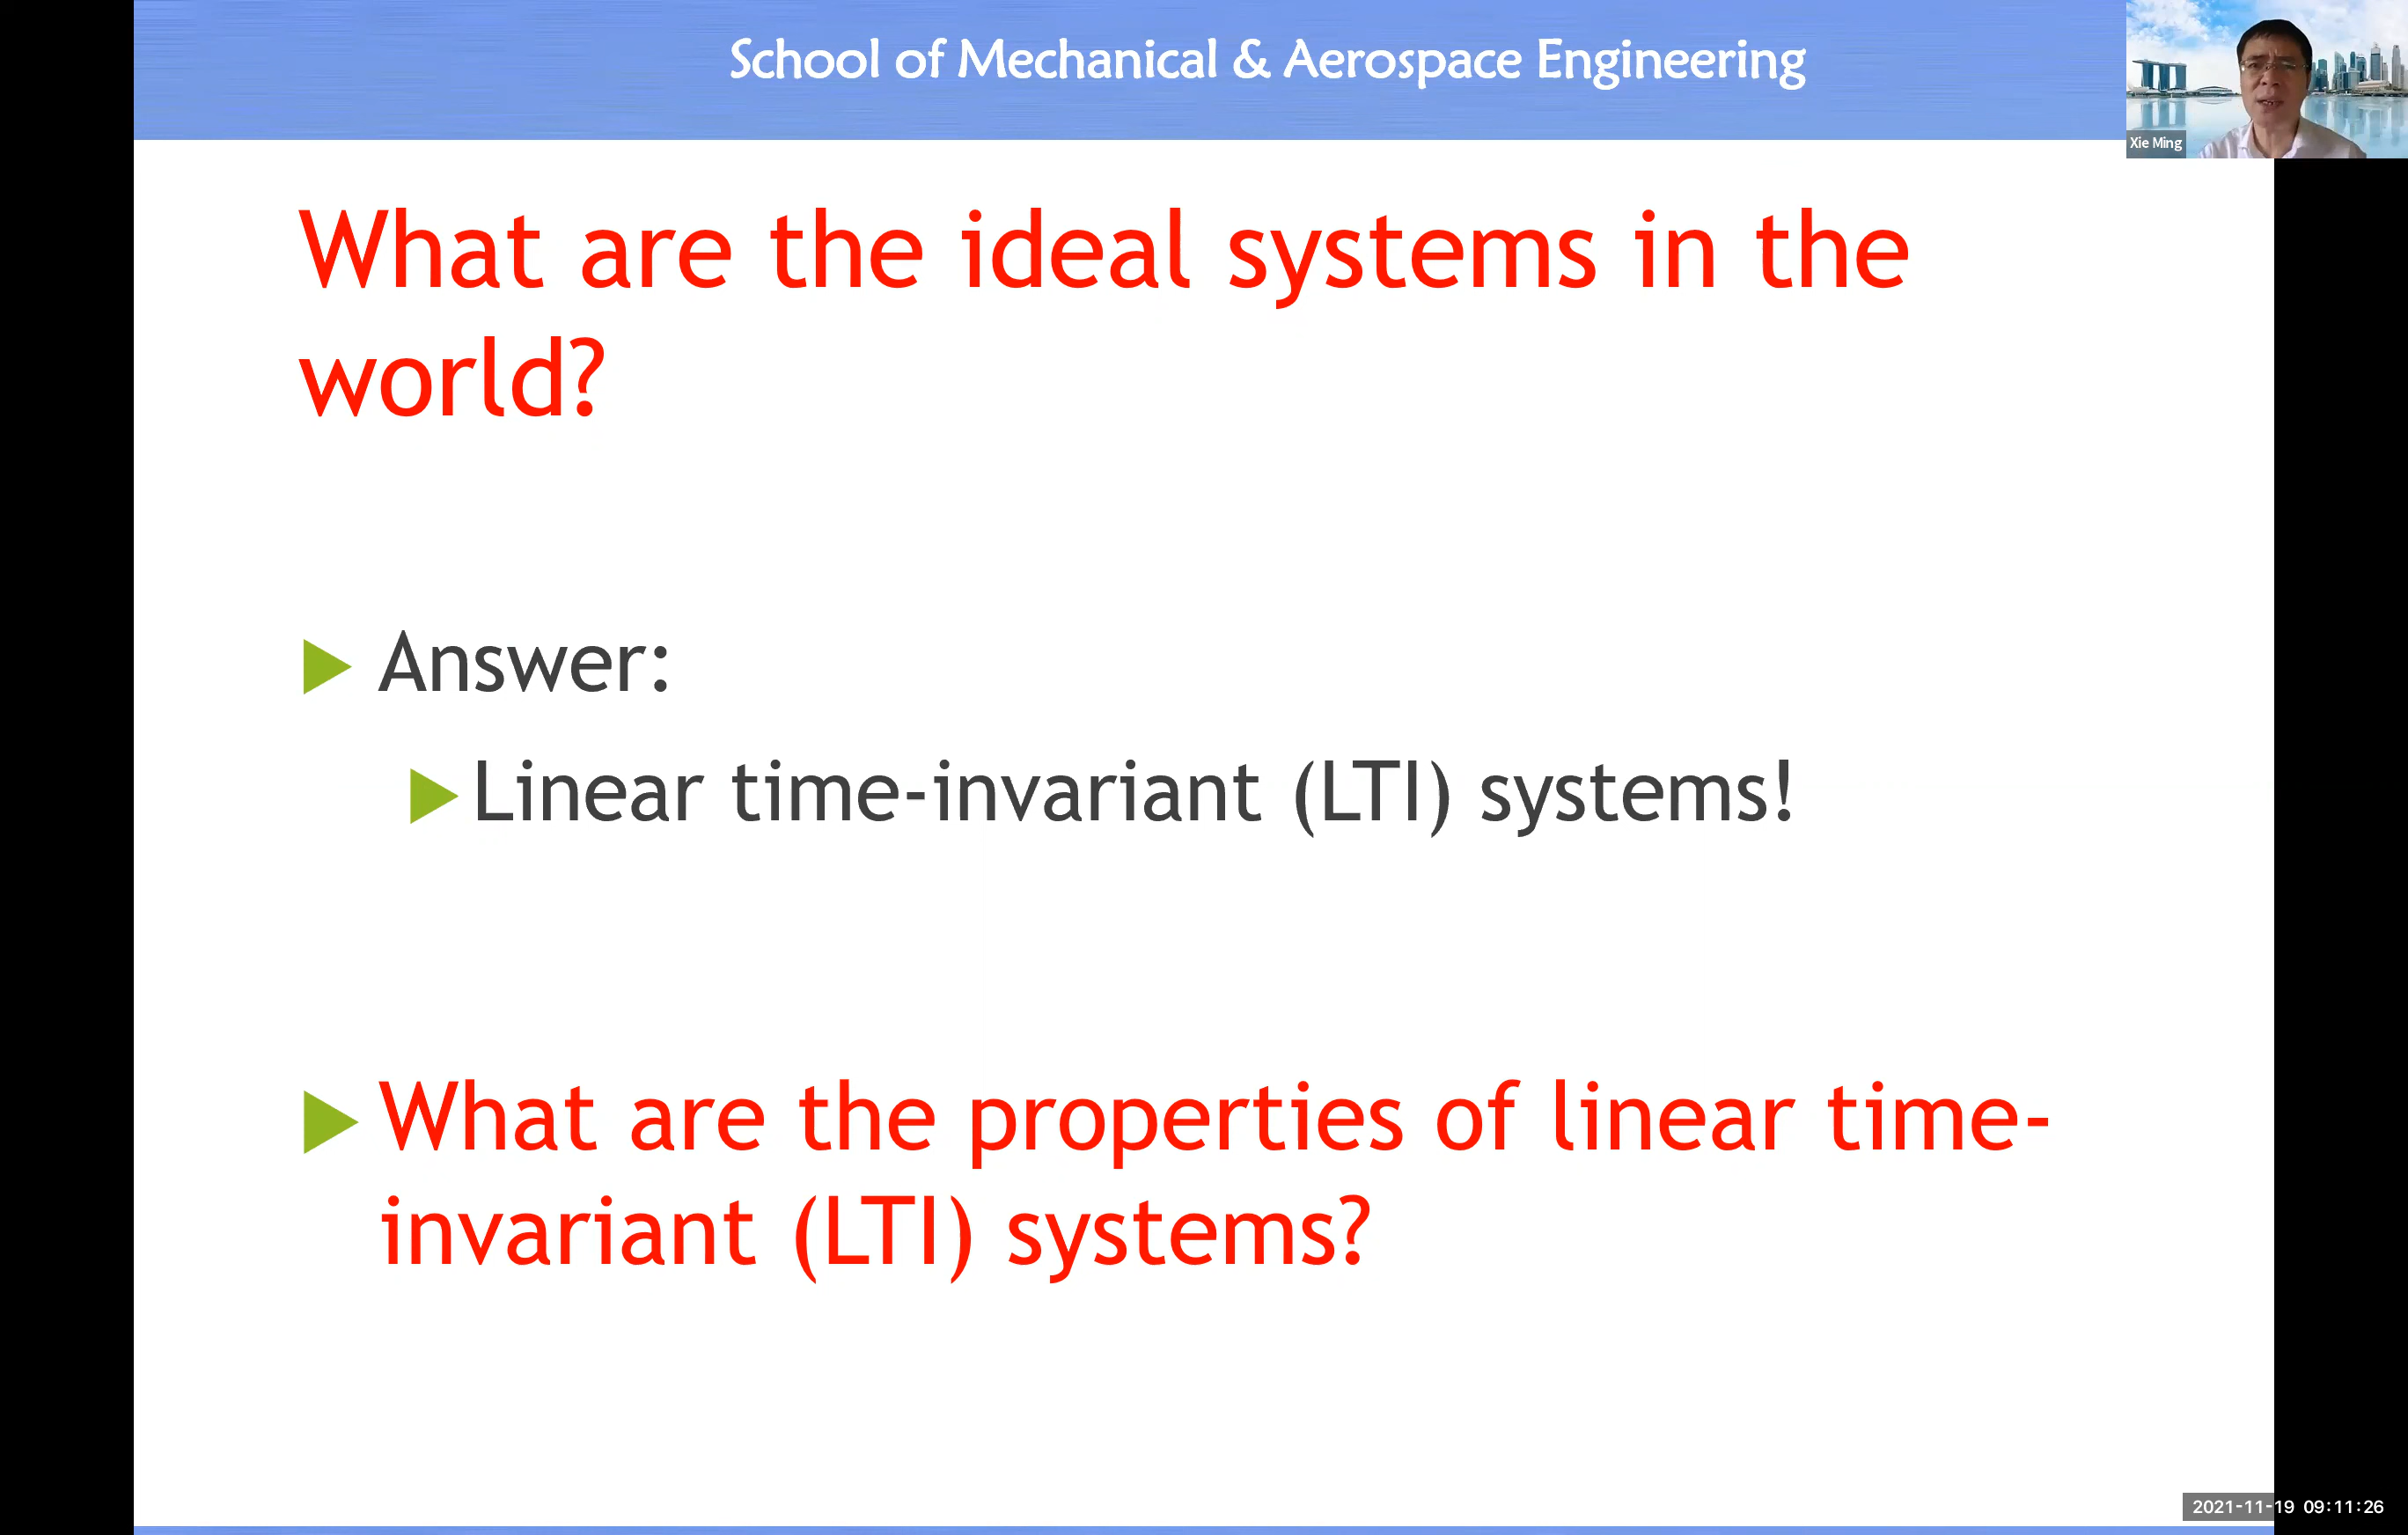 School of Mechanical & Aerospace Engineering
Xie Ming
What are the ideal systems in the
world?
Answer:
Linear time-invariant (LTI) systems!
What are the properties of linear time-
invariant (LTI) systems?
2021-11-19 09:11:26